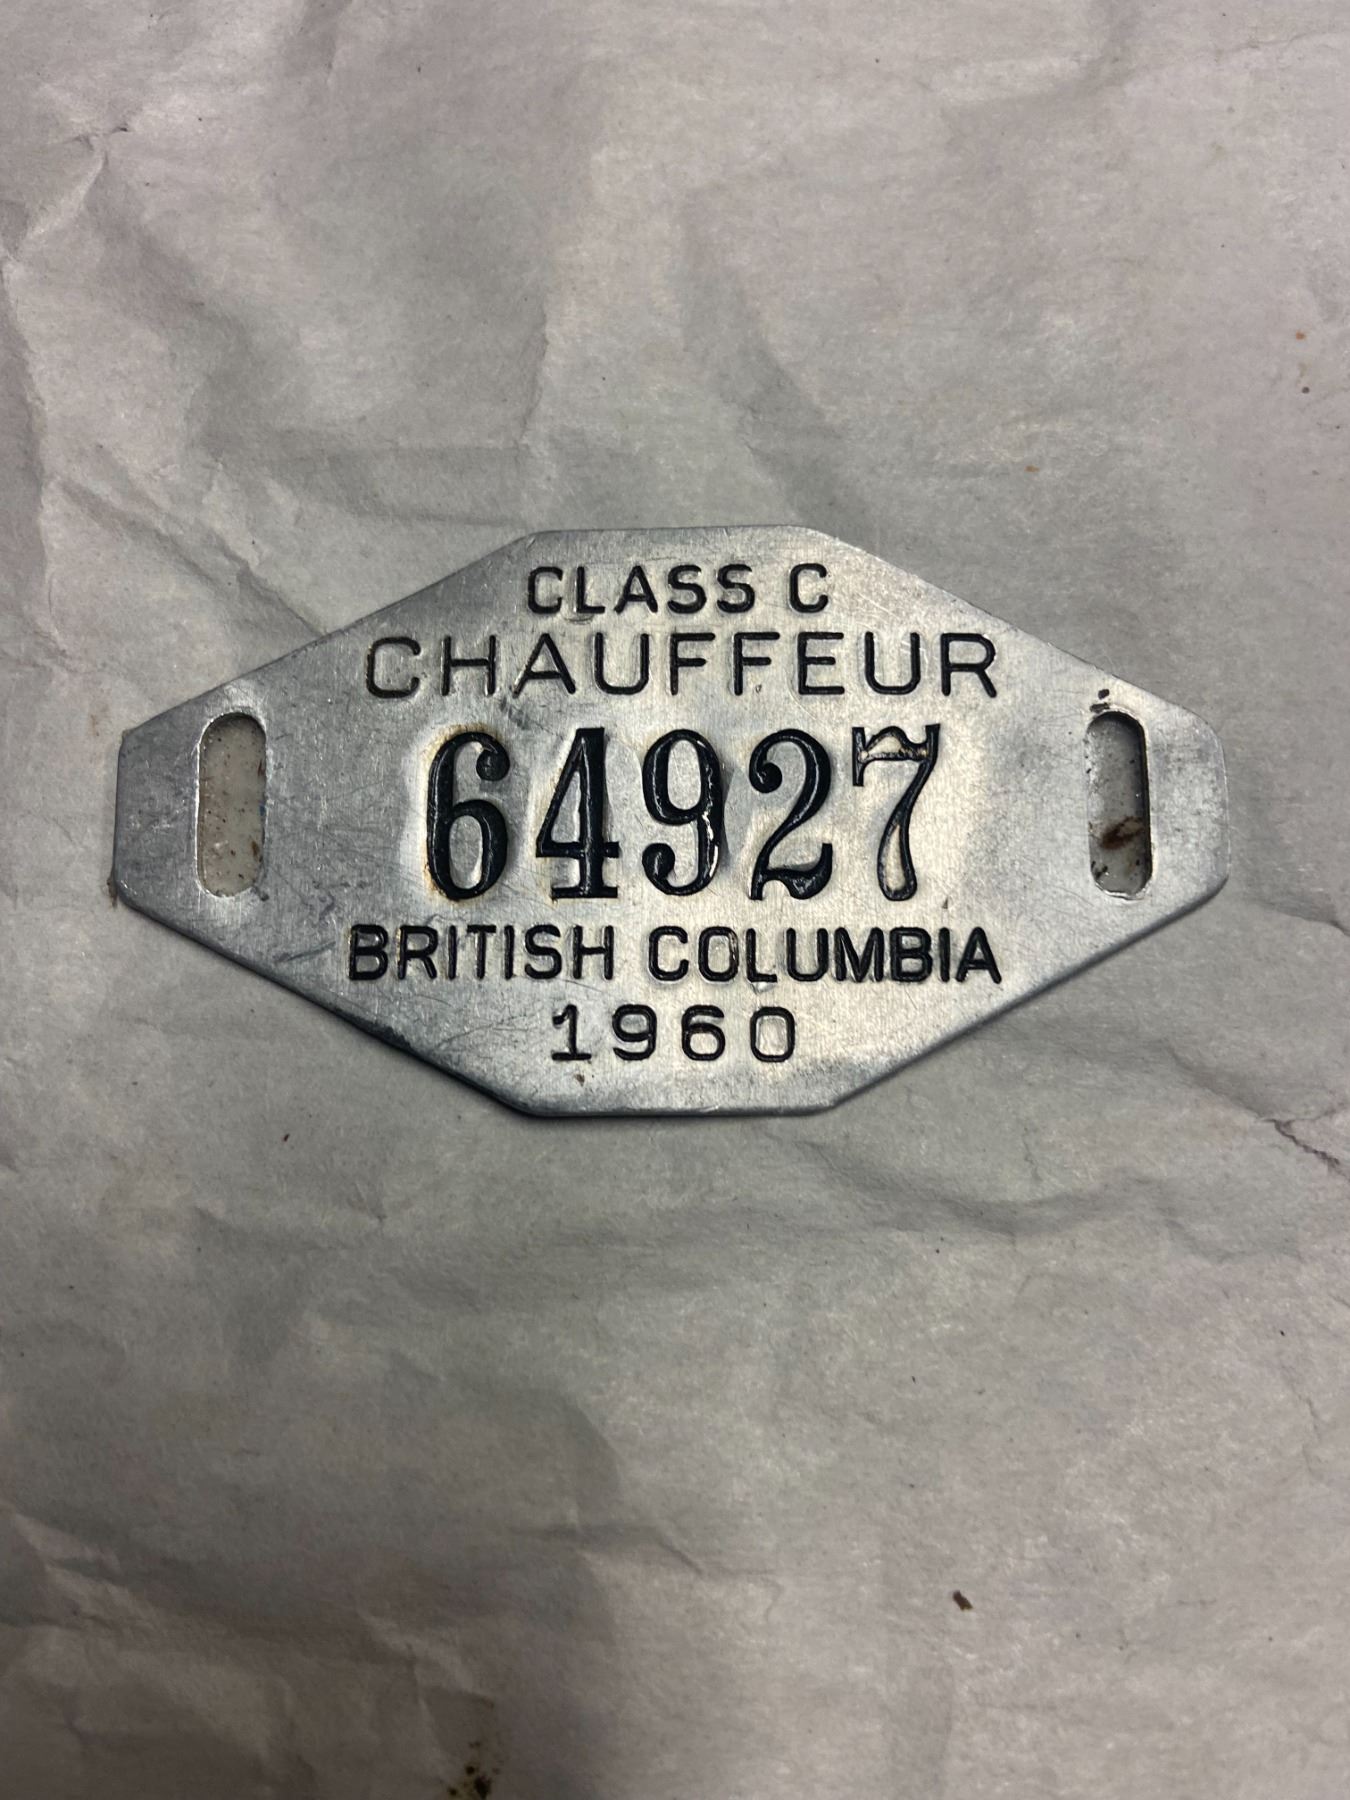 CLASS C
CHAUFFEUR
64927
BRITISH COLUMBIA
1960